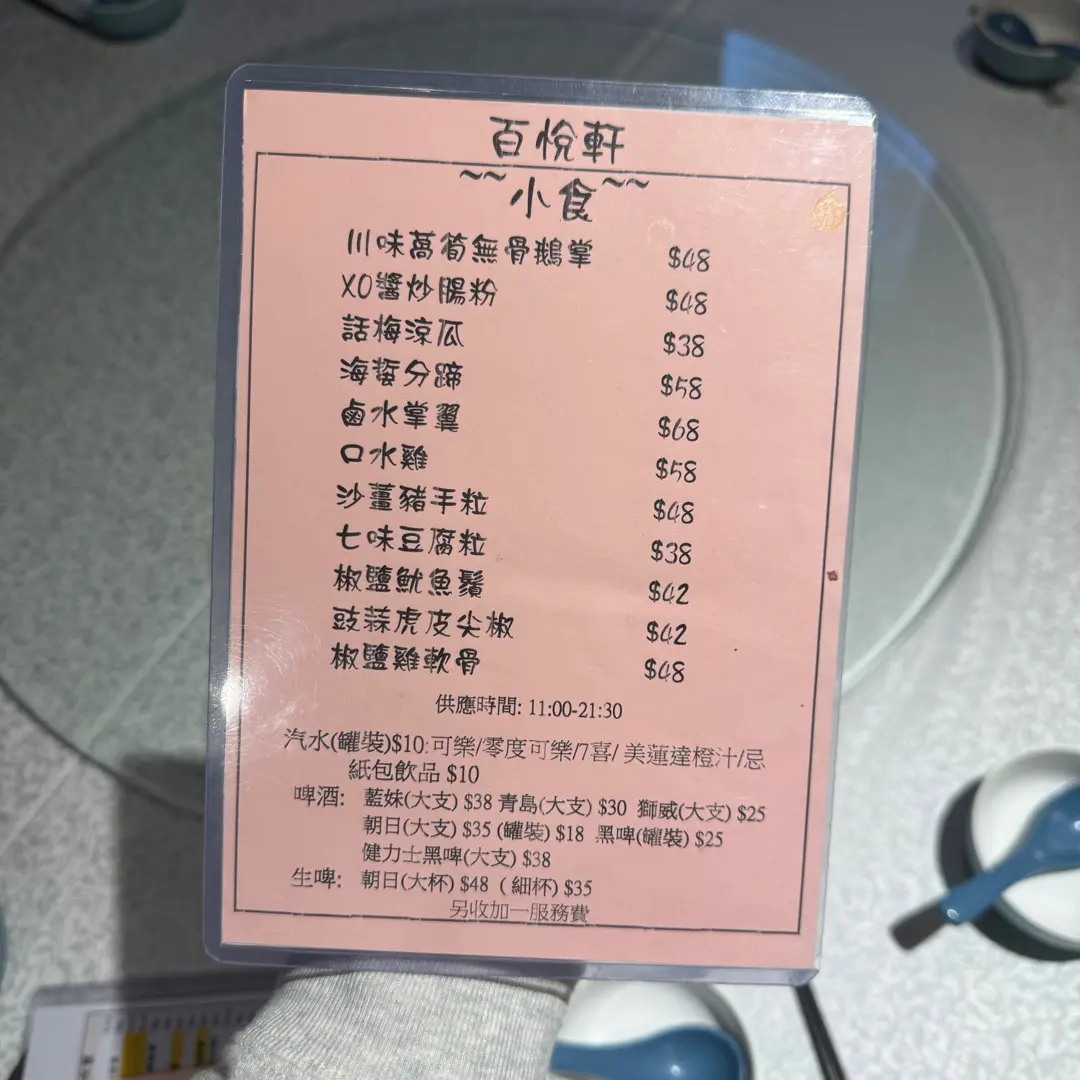 百悅軒
~~小食~~
川味萵筍無骨鵝掌 $48
XO醬炒腸粉 $48
話梅涼瓜 $38
海蜇分蹄 $58
鹵水掌翼 $68
口水雞 $58
沙薑豬手粒 $48
七味豆腐粒 $38
椒鹽魷魚鬚 $42
豉蒜虎皮尖椒 $42
椒鹽雞軟骨 $48
供應時間: 11:00-21:30
汽水(罐裝)$10:可樂/零度可樂/7喜/ 美蓮達橙汁/忌
紙包飲品 $10
啤酒: 藍妹(大支) $38 青島(大支) $30 獅威(大支) $25
朝日(大支) $35 (罐裝) $18 黑啤(罐裝) $25
健力士黑啤(大支) $38
生啤: 朝日(大杯) $48 ( 細杯) $35
另收加一服務費